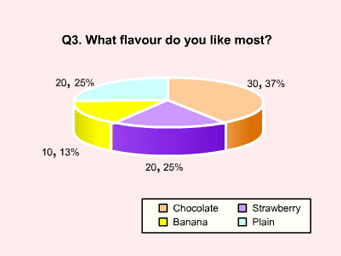 Q3. What flavour do you like most?
20, 25%
30, 37%
10, 13%
20, 25%
Chocolate
Strawberry
Banana
Plain